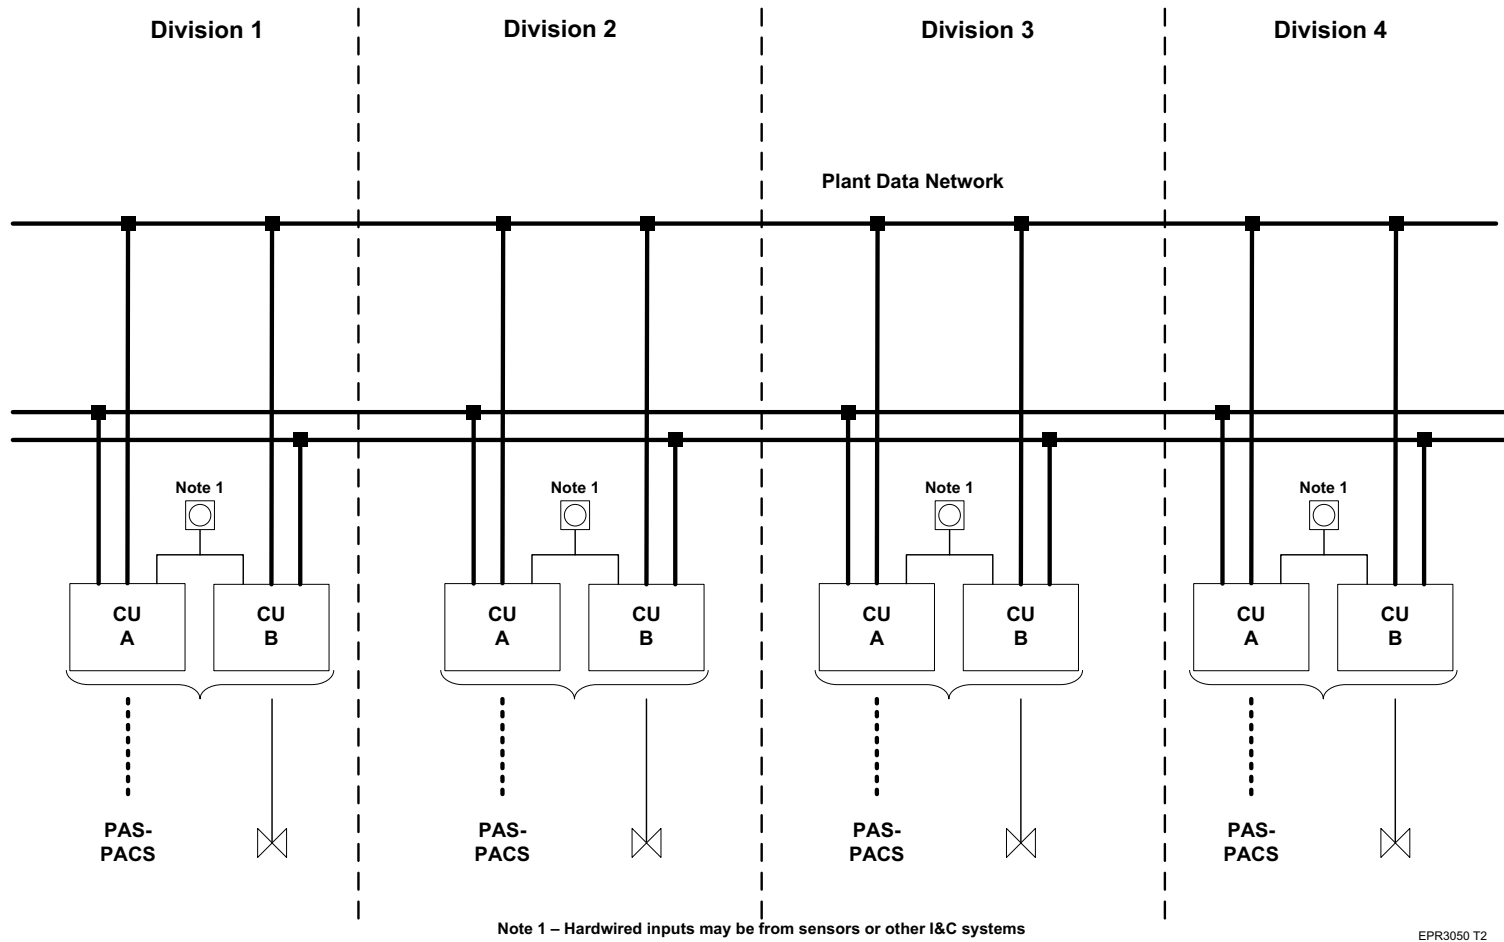 Division 1
Division 2
Division 3
Division 4
Plant Data Network
Note 1
Note 1
Note 1
Note 1
CU
A
CU
B
CU
A
CU
B
CU
A
CU
B
CU
A
CU
B
PAS-
PACS
PAS-
PACS
PAS-
PACS
PAS-
PACS
Note 1 – Hardwired inputs may be from sensors or other I&C systems
EPR3050 T2